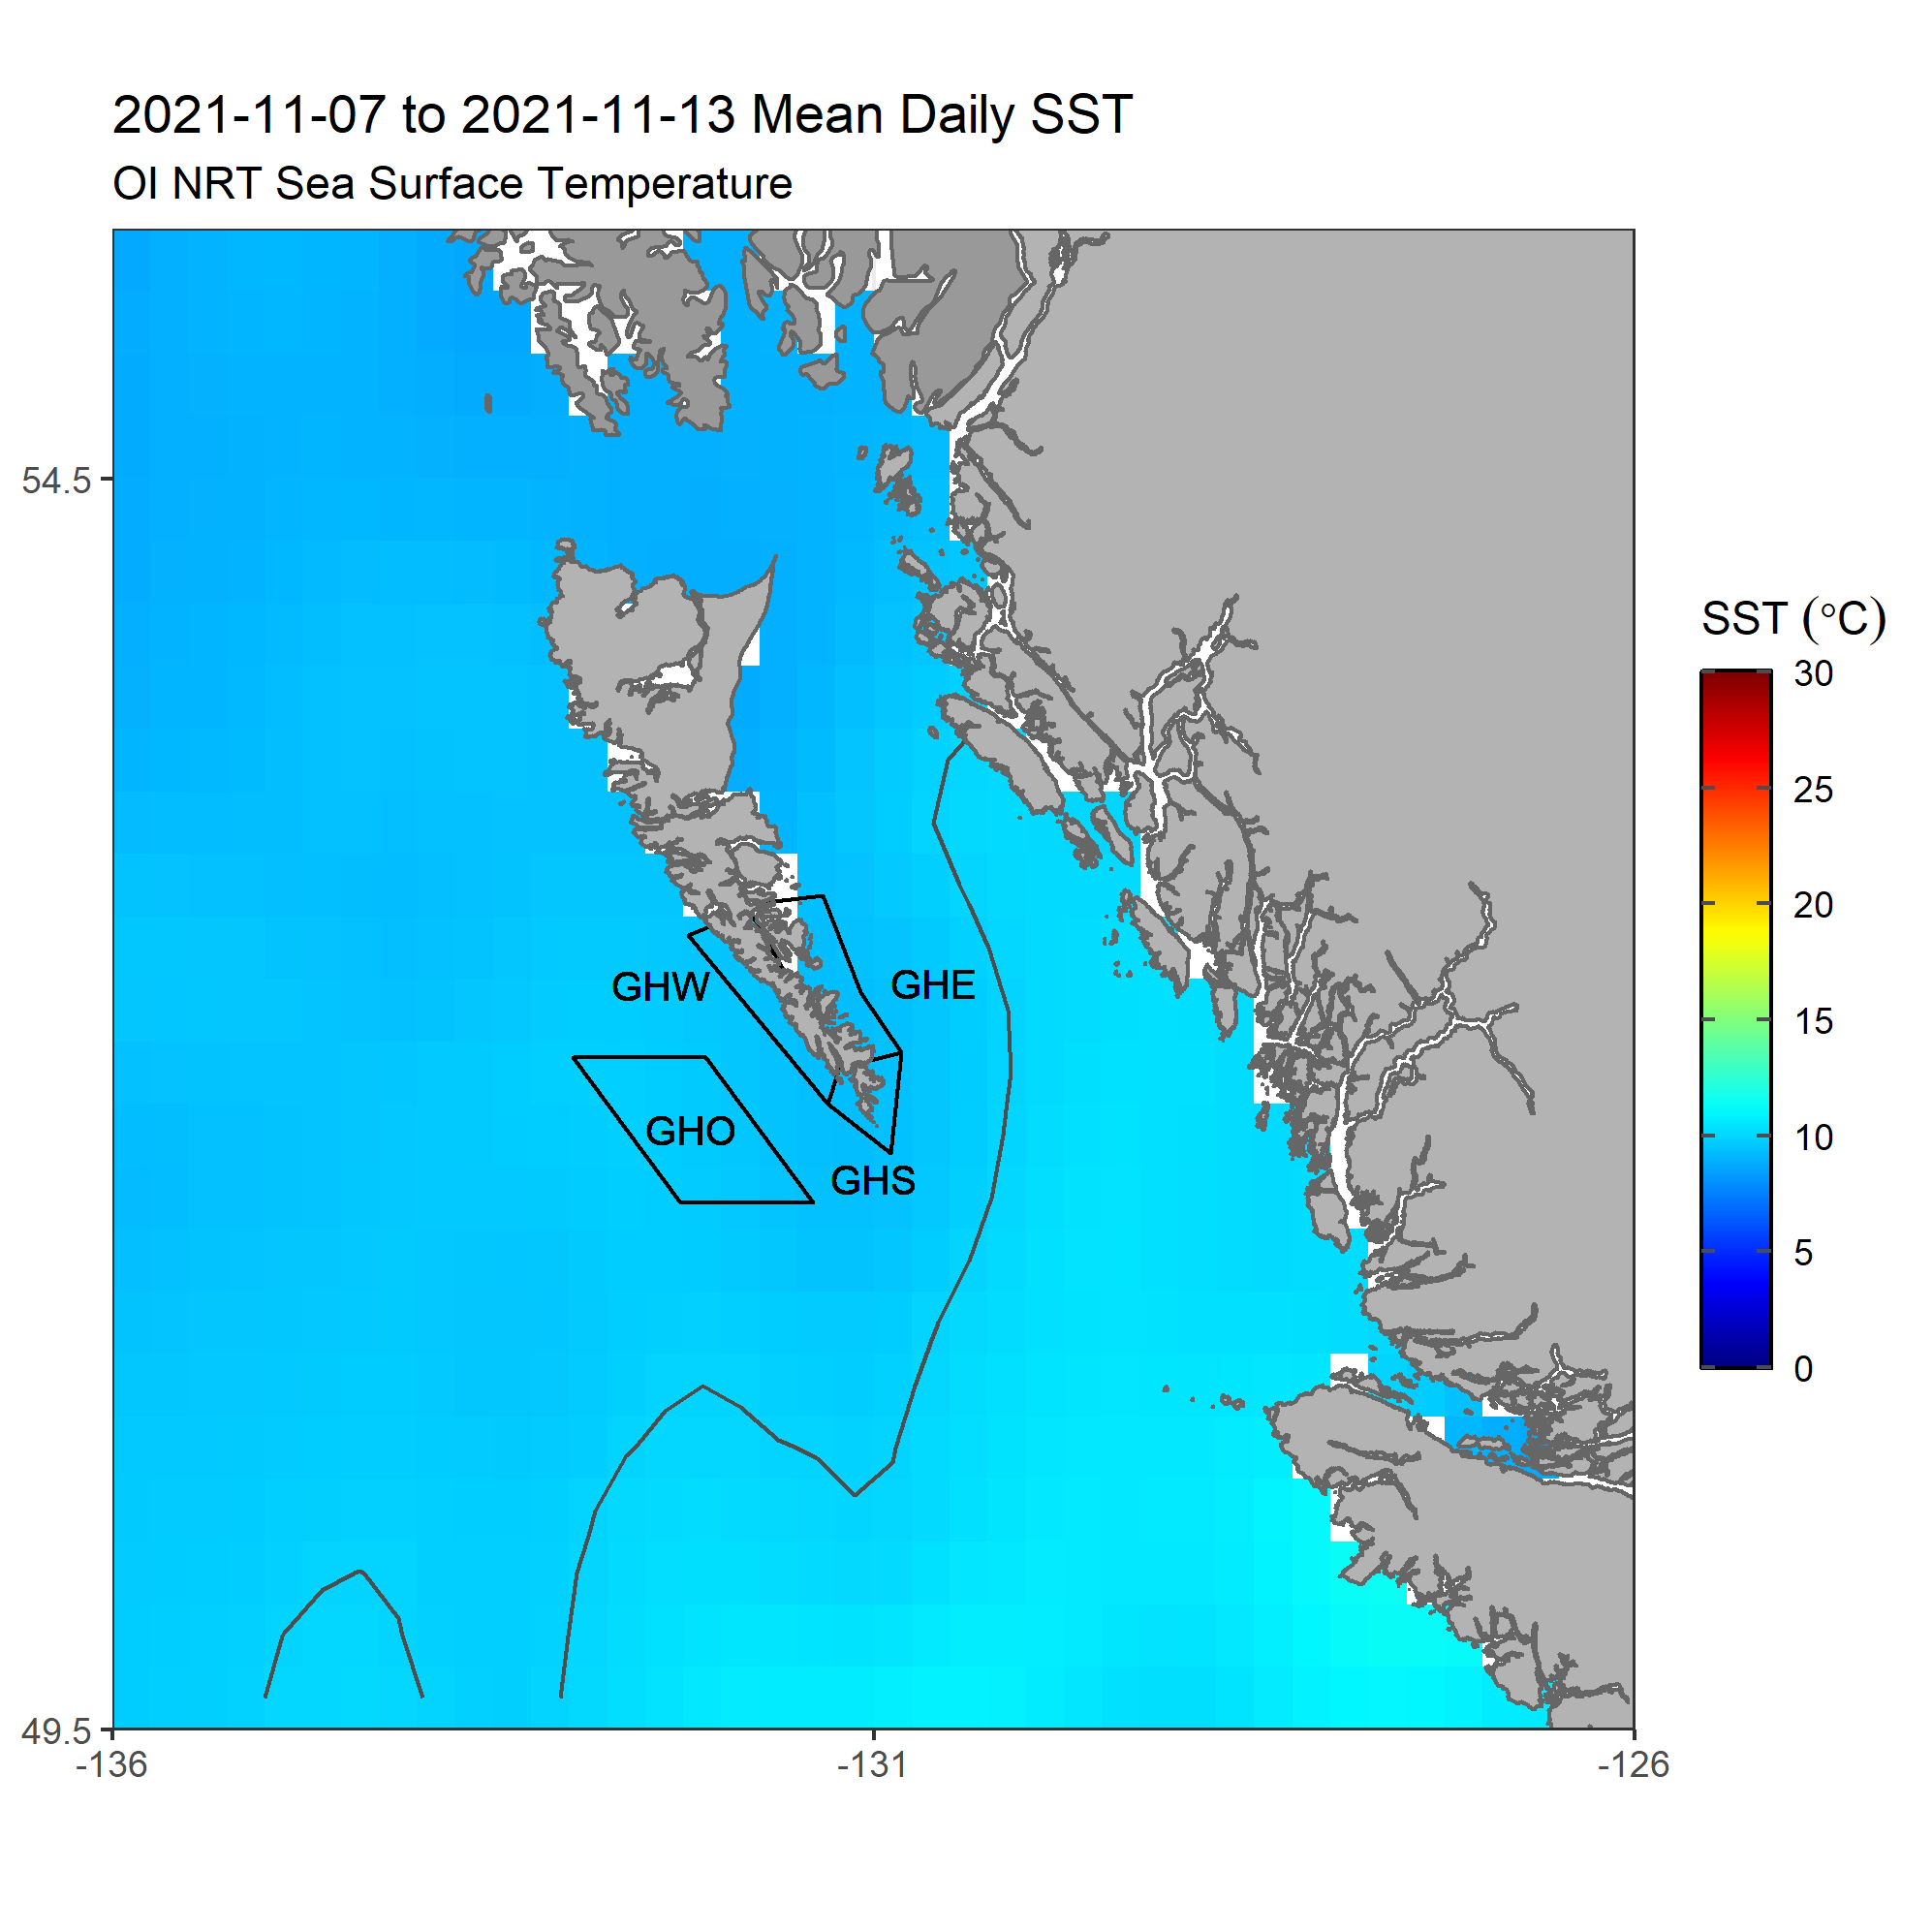 2021-11-07 to 2021-11-13 Mean Daily SST
OI NRT Sea Surface Temperature
54.5
49.5
-136
-131
-126
GHW
GHE
GHO
GHS
SST (°C)
30
25
20
15
10
5
0